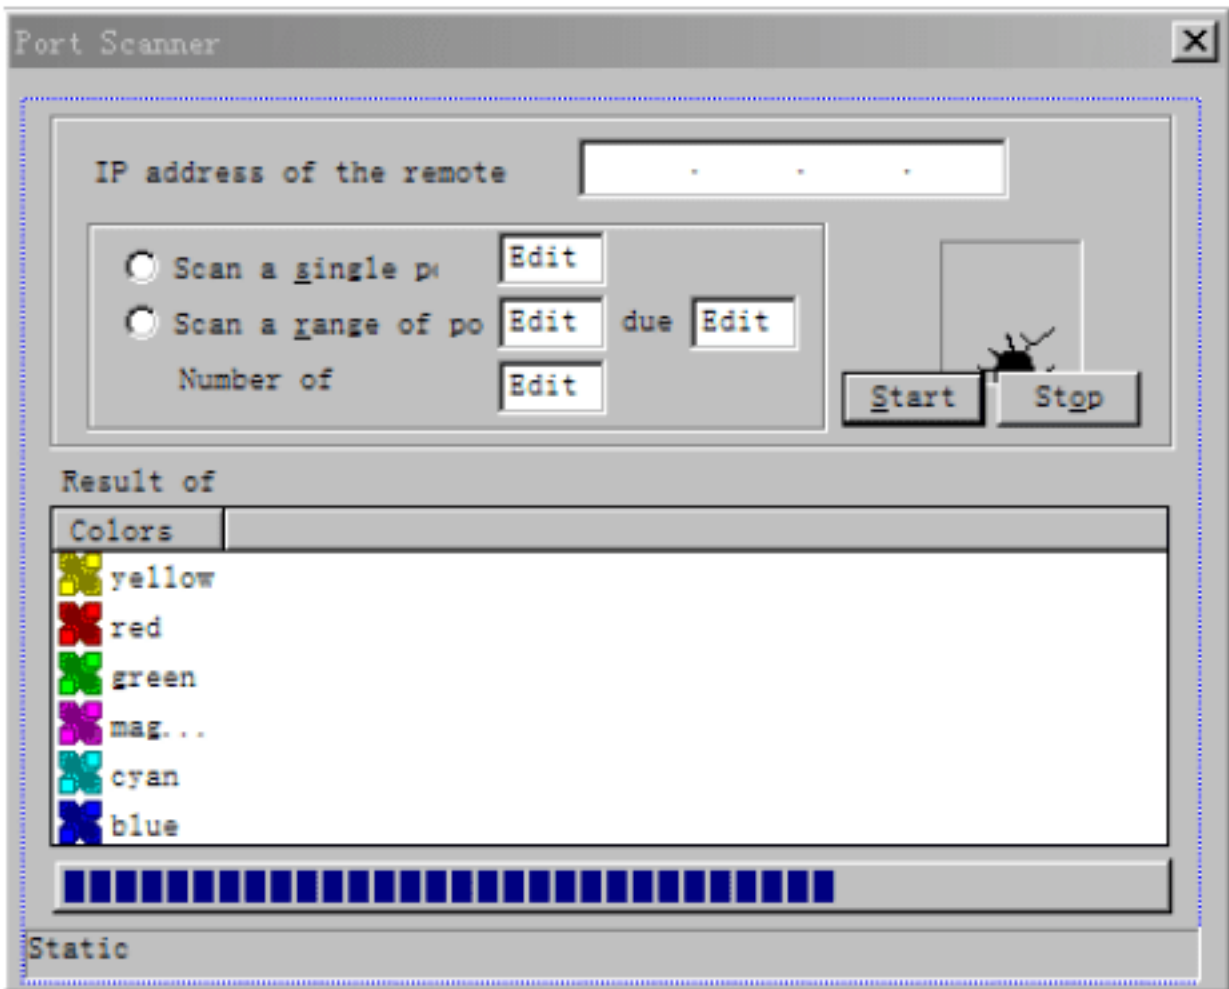 Port Scanner
IP address of the remote . . .
Scan a single Edit
Scan a range of po Edit due Edit
Number of Edit
Start Stop
Result of
Colors
yellow
red
green
mag...
cyan
blue
Static